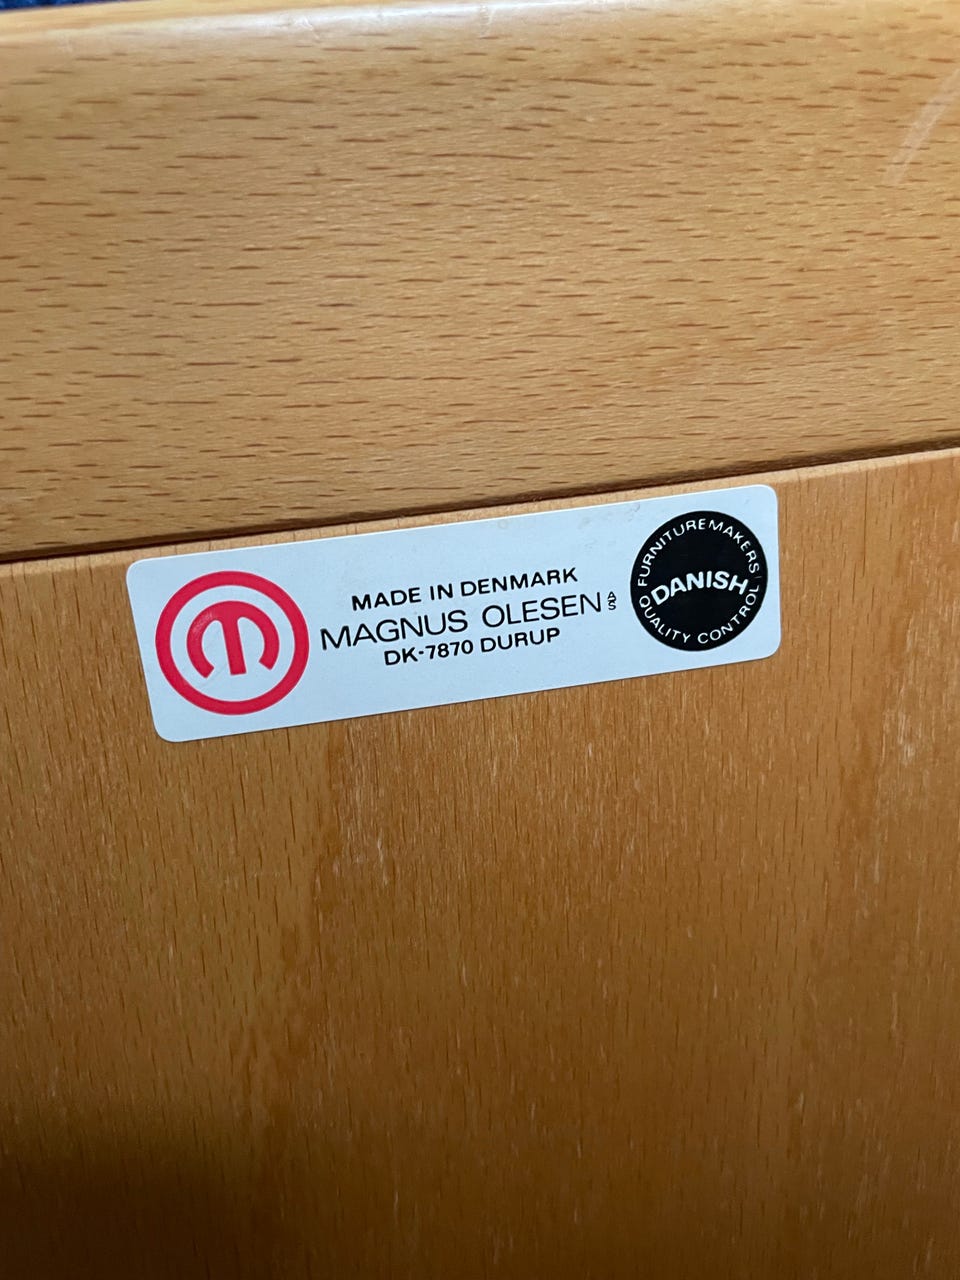 MADE IN DENMARK
MAGNUS OLESEN A/S
DK-7870 DURUP
FURNITUREMAKERS'
DANISH
QUALITY CONTROL